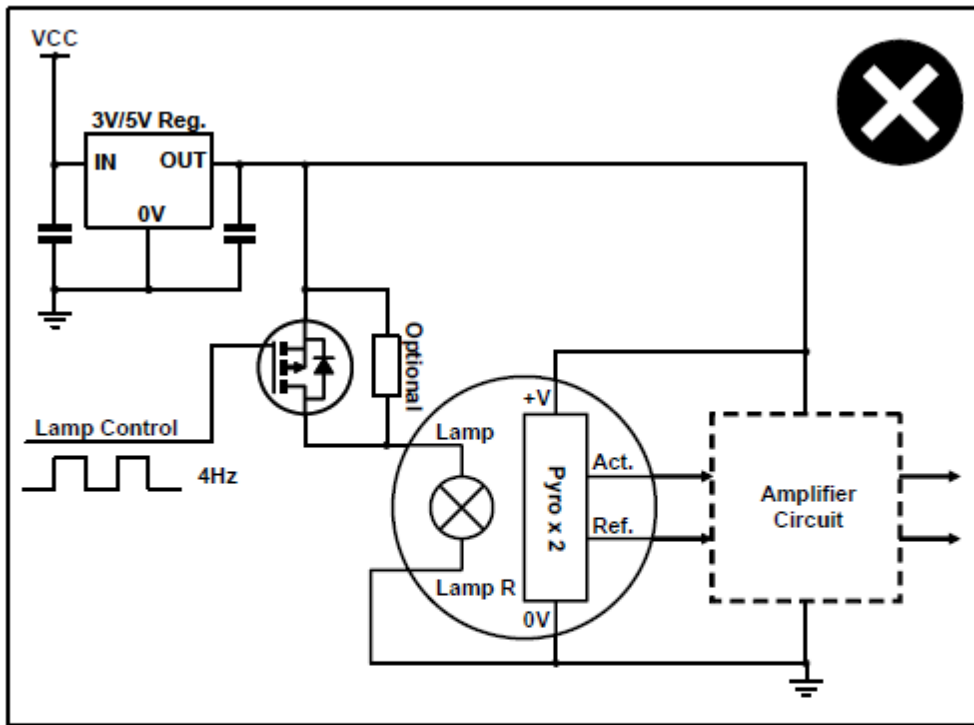 VCC
3V/5V Reg.
IN
OUT
0V
Optional
Lamp Control
4Hz
+V
Lamp
Act.
Pyro x 2
Ref.
Amplifier
Circuit
Lamp R
0V